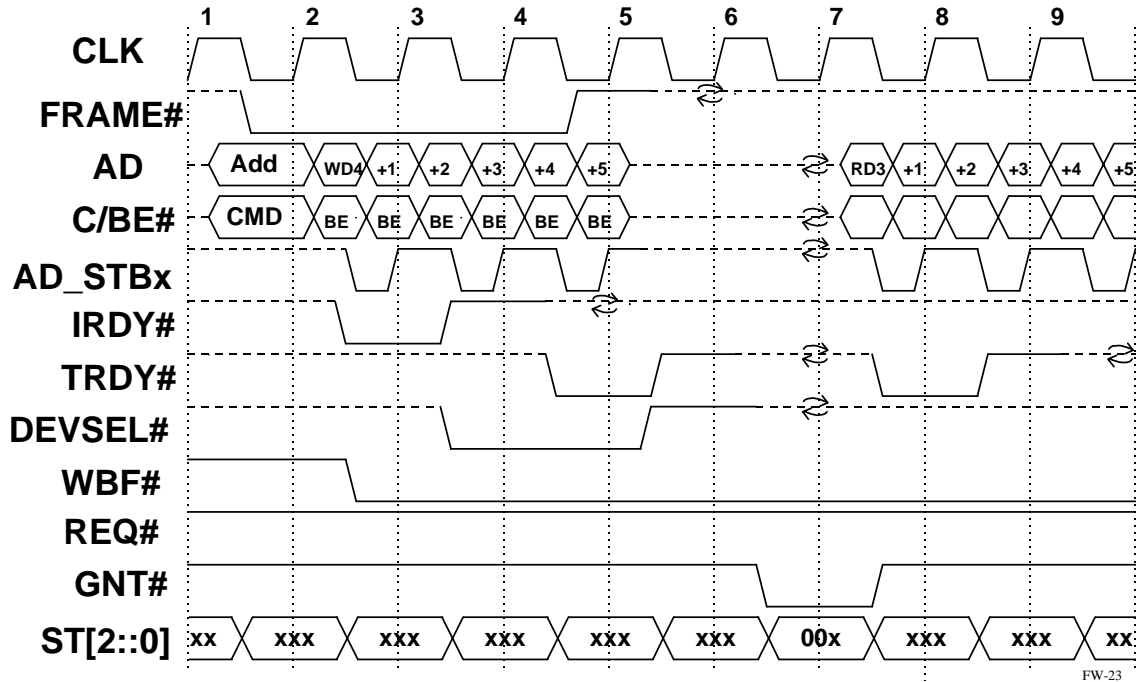 1 2 3 4 5 6 7 8 9
CLK
FRAME#
AD Add WD4 +1 +2 +3 +4 +5 RD3 +1 +2 +3 +4 +5
C/BE# CMD BE BE BE BE BE BE
AD_STBx
IRDY#
TRDY#
DEVSEL#
WBF#
REQ#
GNT#
ST[2::0] xx xxx xxx xxx xxx xxx 00x xxx xxx xx
FW-23